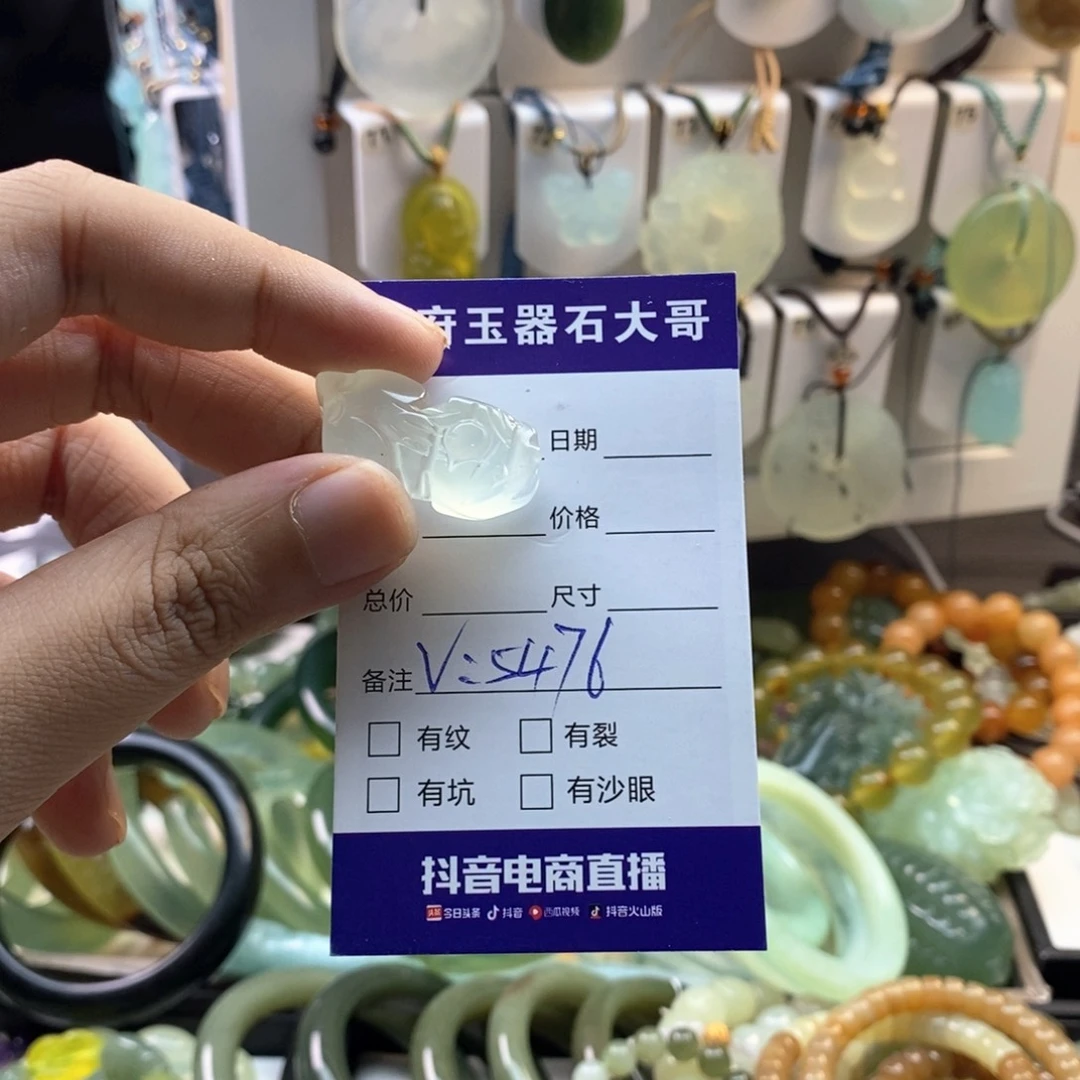 府玉器石大哥
日期
价格
总价 尺寸
备注 V:5476
有纹 有裂
有坑 有沙眼
抖音电商直播
今日头条 抖音 西瓜视频 抖音火山版